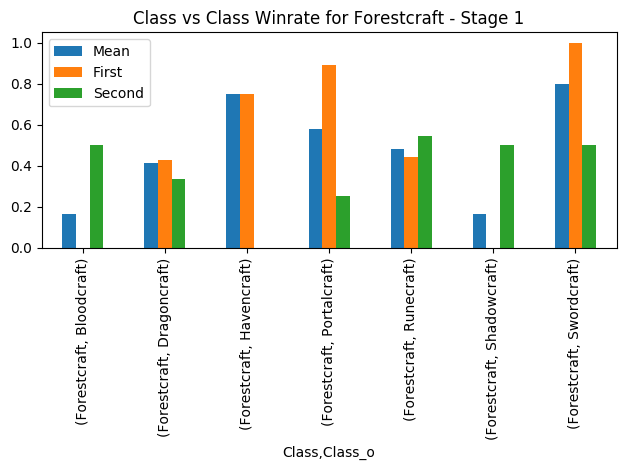 Class vs Class Winrate for Forestcraft - Stage 1
Mean
First
Second
1.0
0.8
0.6
0.4
0.2
0.0
(Forestcraft, Bloodcraft)
(Forestcraft, Dragoncraft)
(Forestcraft, Havencraft)
(Forestcraft, Portalcraft)
(Forestcraft, Runecraft)
(Forestcraft, Shadowcraft)
(Forestcraft, Swordcraft)
Class,Class_o